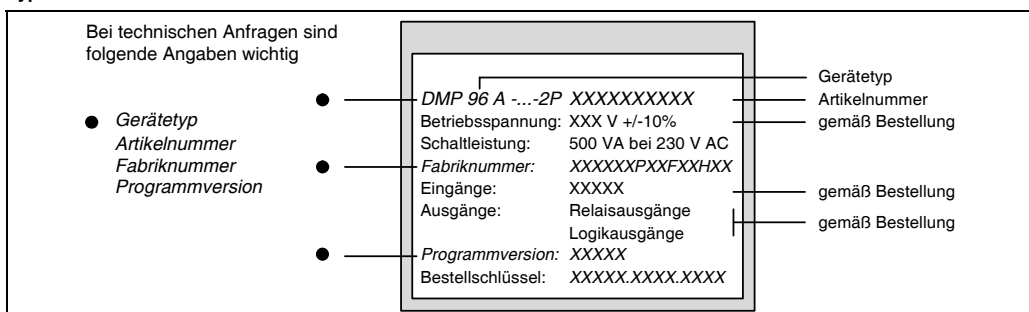 Bei technischen Anfragen sind
folgende Angaben wichtig
● Gerätetyp
Artikelnummer
Fabriknummer
Programmversion
DMP 96 A -...-2P XXXXXXXXXX
Betriebsspannung: XXX V +/-10%
Schaltleistung: 500 VA bei 230 V AC
Fabriknummer: XXXXXXPXXFXXHXX
Eingänge: XXXXX
Ausgänge: Relaisausgänge
Logikausgänge
Programmversion: XXXXX
Bestellschlüssel: XXXXX.XXXX.XXXX
Gerätetyp
Artikelnummer
gemäß Bestellung
gemäß Bestellung
gemäß Bestellung